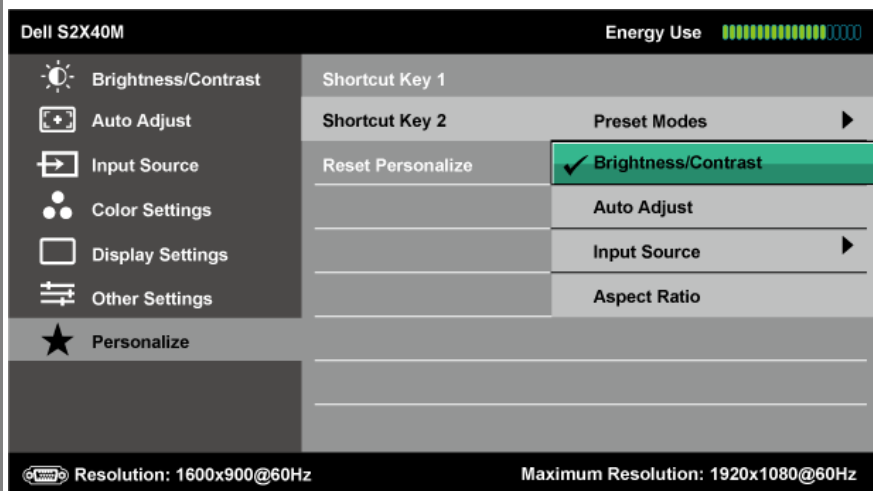 Dell S2X40M Energy Use
Brightness/Contrast Shortcut Key 1
Auto Adjust Shortcut Key 2 Preset Modes
Input Source Reset Personalize Brightness/Contrast
Color Settings Auto Adjust
Display Settings Input Source
Other Settings Aspect Ratio
Personalize
Resolution: 1600x900@60Hz Maximum Resolution: 1920x1080@60Hz